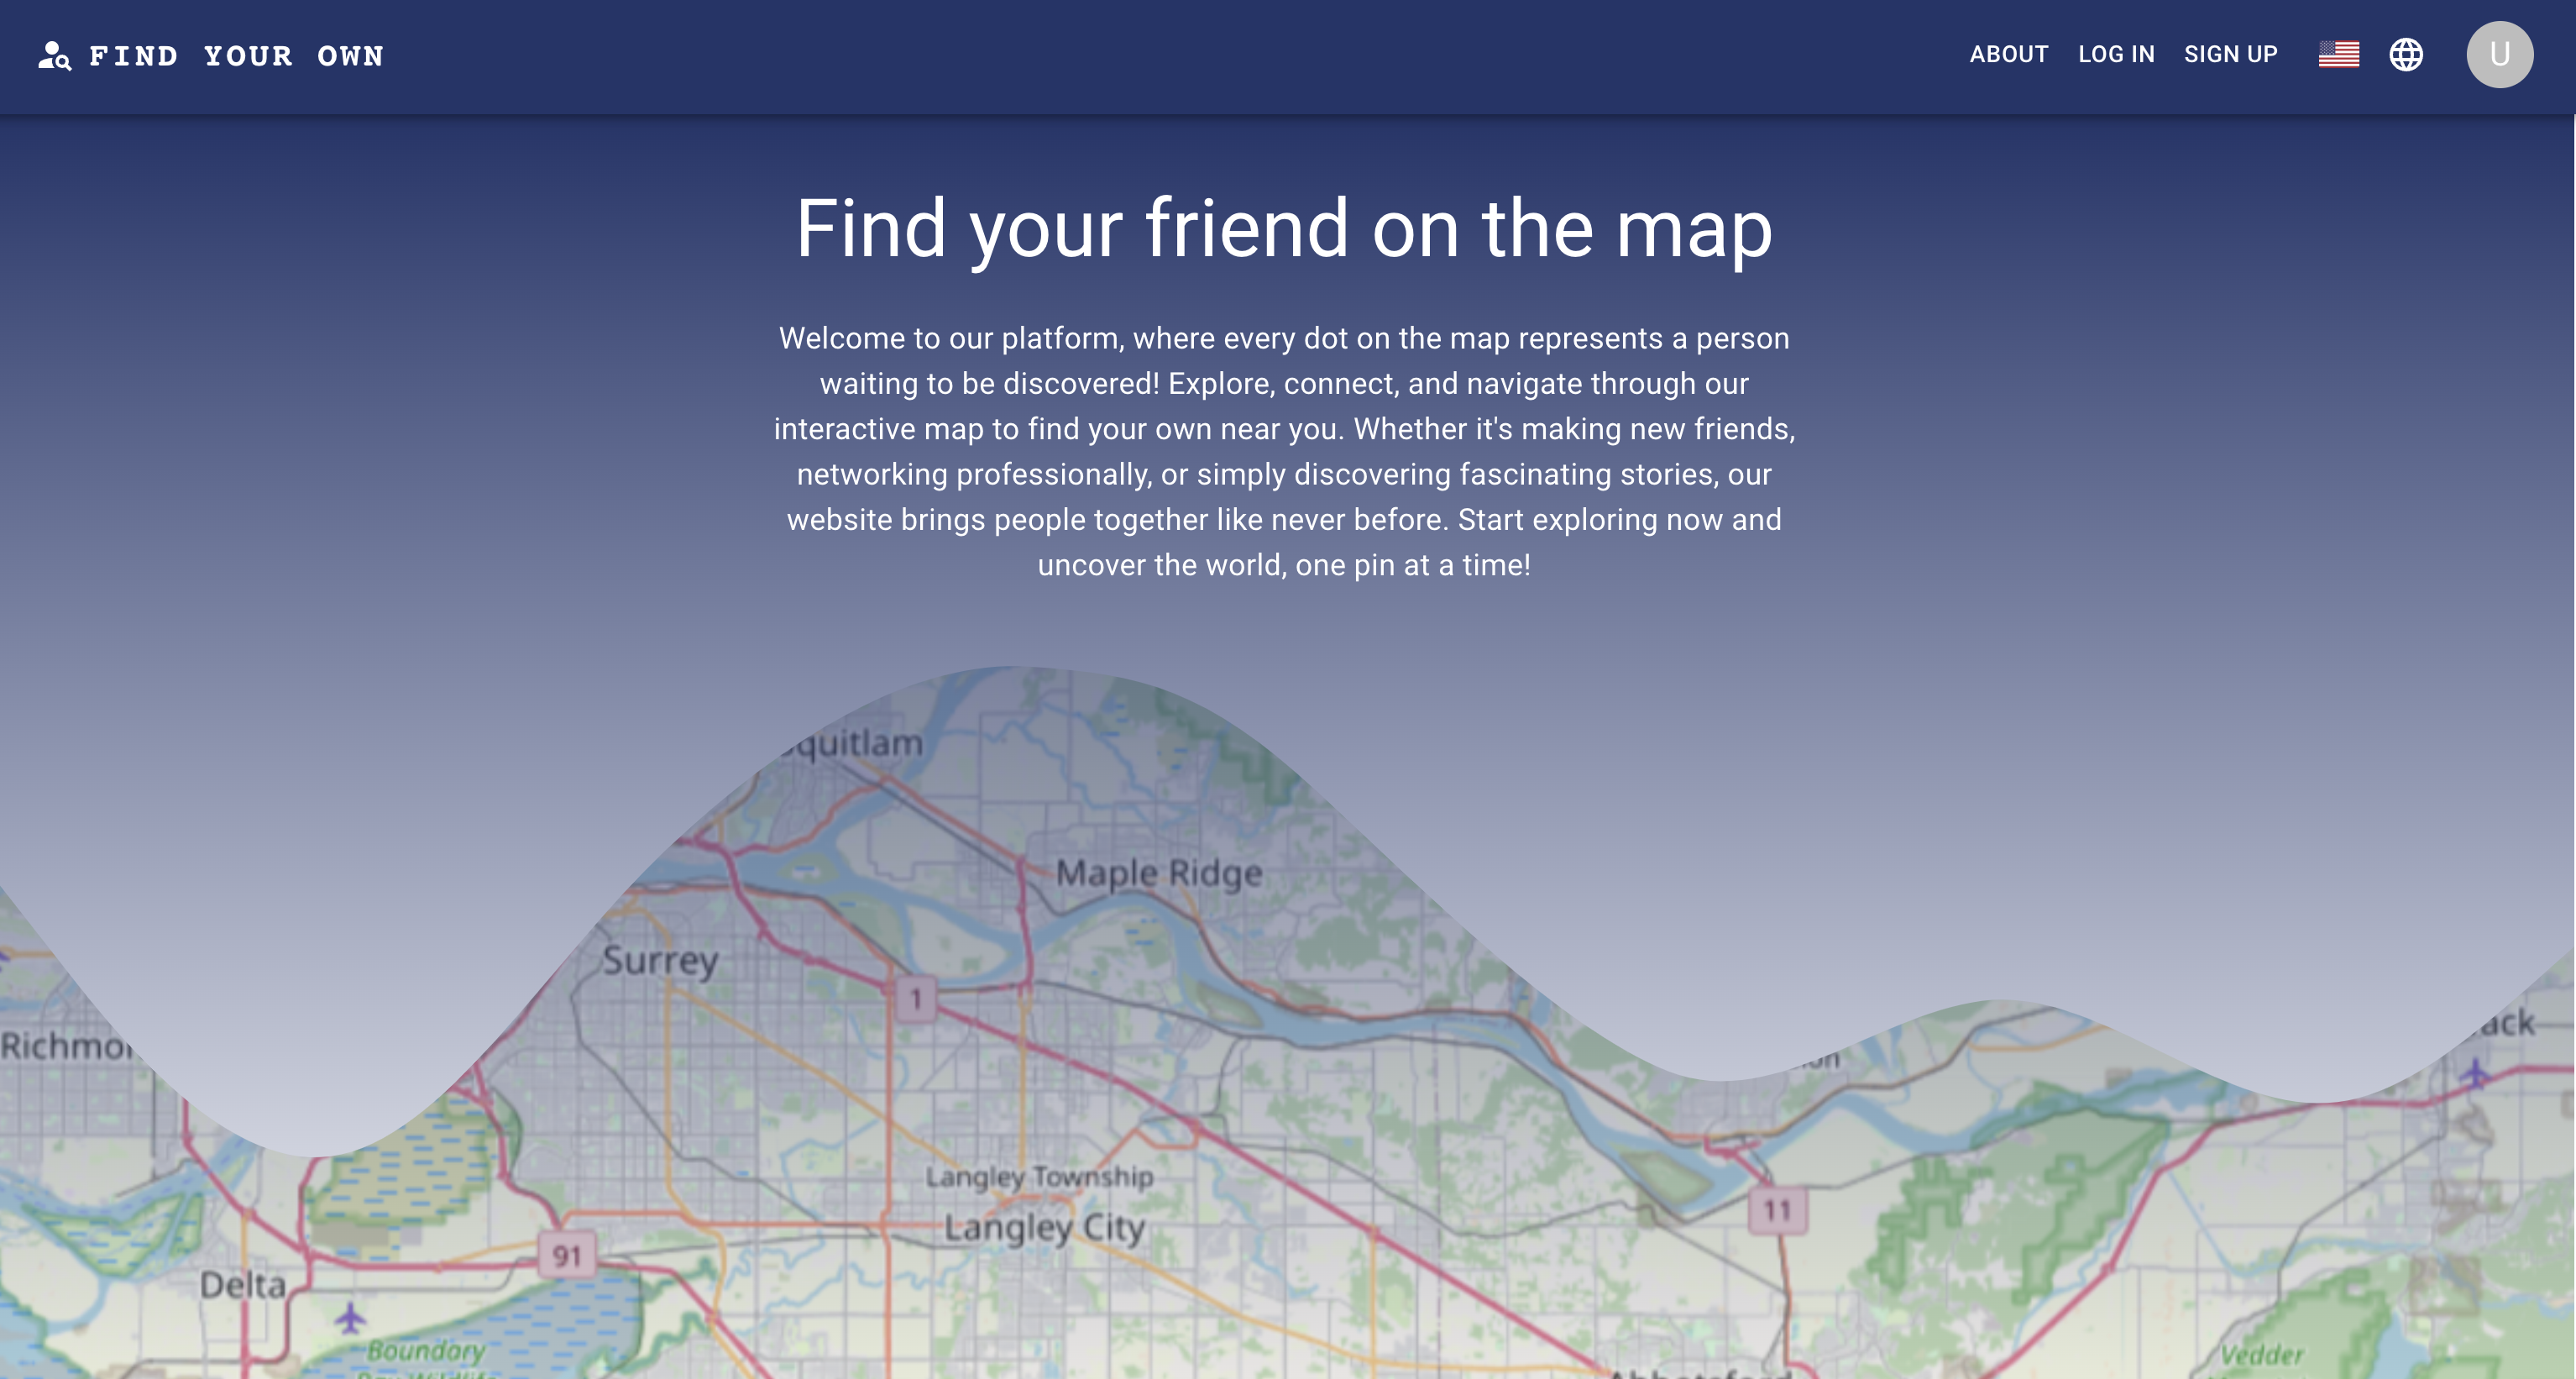 FIND YOUR OWN
ABOUT
LOG IN
SIGN UP
U
Find your friend on the map
Welcome to our platform, where every dot on the map represents a person
waiting to be discovered! Explore, connect, and navigate through our
interactive map to find your own near you. Whether it's making new friends,
networking professionally, or simply discovering fascinating stories, our
website brings people together like never before. Start exploring now and
uncover the world, one pin at a time!
quitlam
Maple Ridge
Surrey
1
ack
Richmon
Langley Township
11
Langley City
91
Delta
Boundary
Vedder